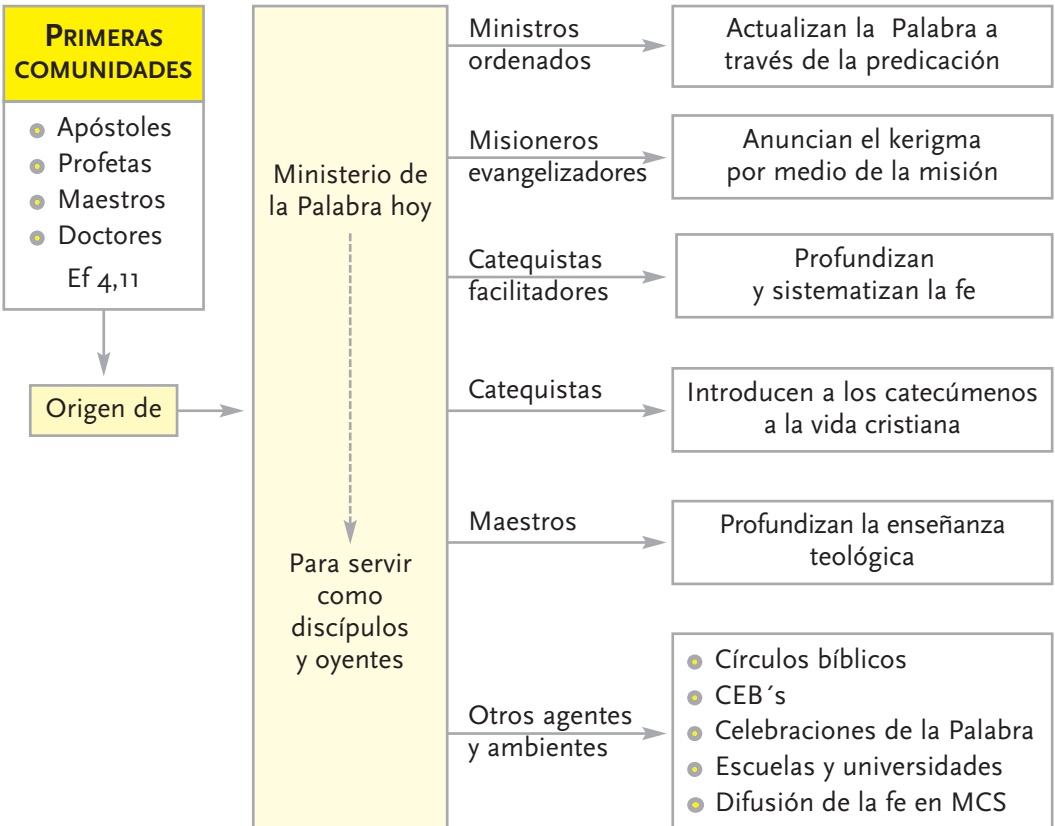 PRIMERAS
COMUNIDADES
Apóstoles
Profetas
Maestros
Doctores
Ef 4,11
Origen de
Ministerio de
la Palabra hoy
Para servir
como
discípulos
y oyentes
Ministros
ordenados
Actualizan la Palabra a
través de la predicación
Misioneros
evangelizadores
Anuncian el kerigma
por medio de la misión
Catequistas
facilitadores
Profundizan
y sistematizan la fe
Catequistas
Introducen a los catecúmenos
a la vida cristiana
Maestros
Profundizan la enseñanza
teológica
Otros agentes
y ambientes
Círculos bíblicos
CEB´s
Celebraciones de la Palabra
Escuelas y universidades
Difusión de la fe en MCS